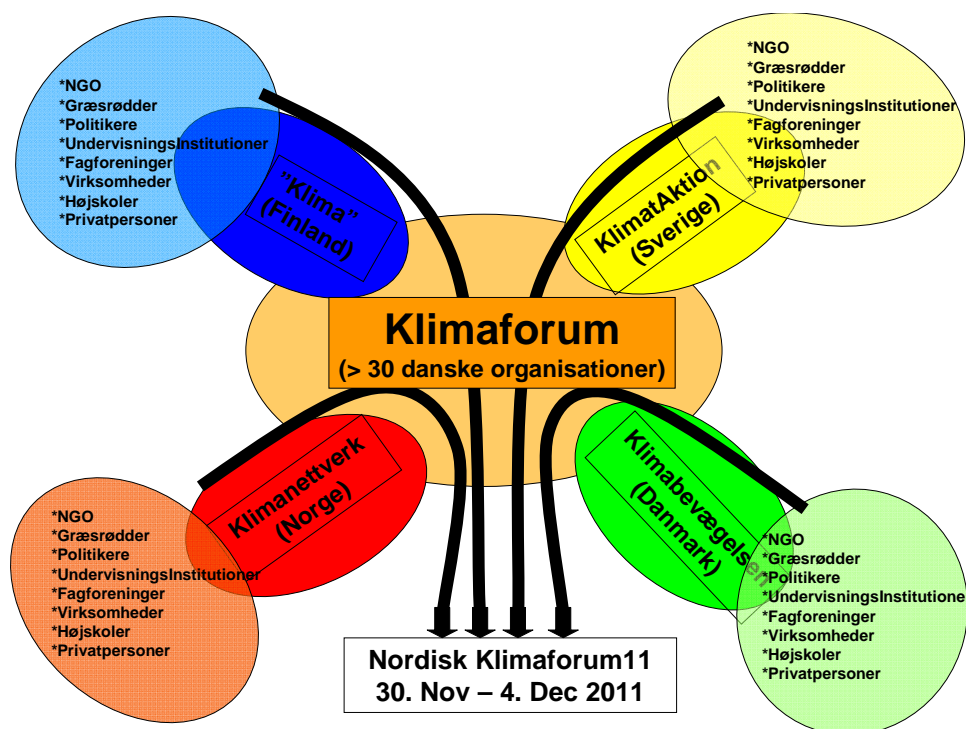 *NGO
*Græsrødder
*Politikere
*UndervisningsInstitutioner
*Fagforeninger
*Virksomheder
*Højskoler
*Privatpersoner
”Klima”
(Finland)
*NGO
*Græsrødder
*Politikere
*UndervisningsInstitutioner
*Fagforeninger
*Virksomheder
*Højskoler
*Privatpersoner
KlimatAktion
(Sverige)
Klimaforum
(> 30 danske organisationer)
Klimanettverk
(Norge)
*NGO
*Græsrødder
*Politikere
*UndervisningsInstitutioner
*Fagforeninger
*Virksomheder
*Højskoler
*Privatpersoner
Klimabevægelsen
(Danmark)
*NGO
*Græsrødder
*Politikere
*UndervisningsInstitutione
*Fagforeninger
*Virksomheder
*Højskoler
*Privatpersoner
Nordisk Klimaforum11
30. Nov – 4. Dec 2011